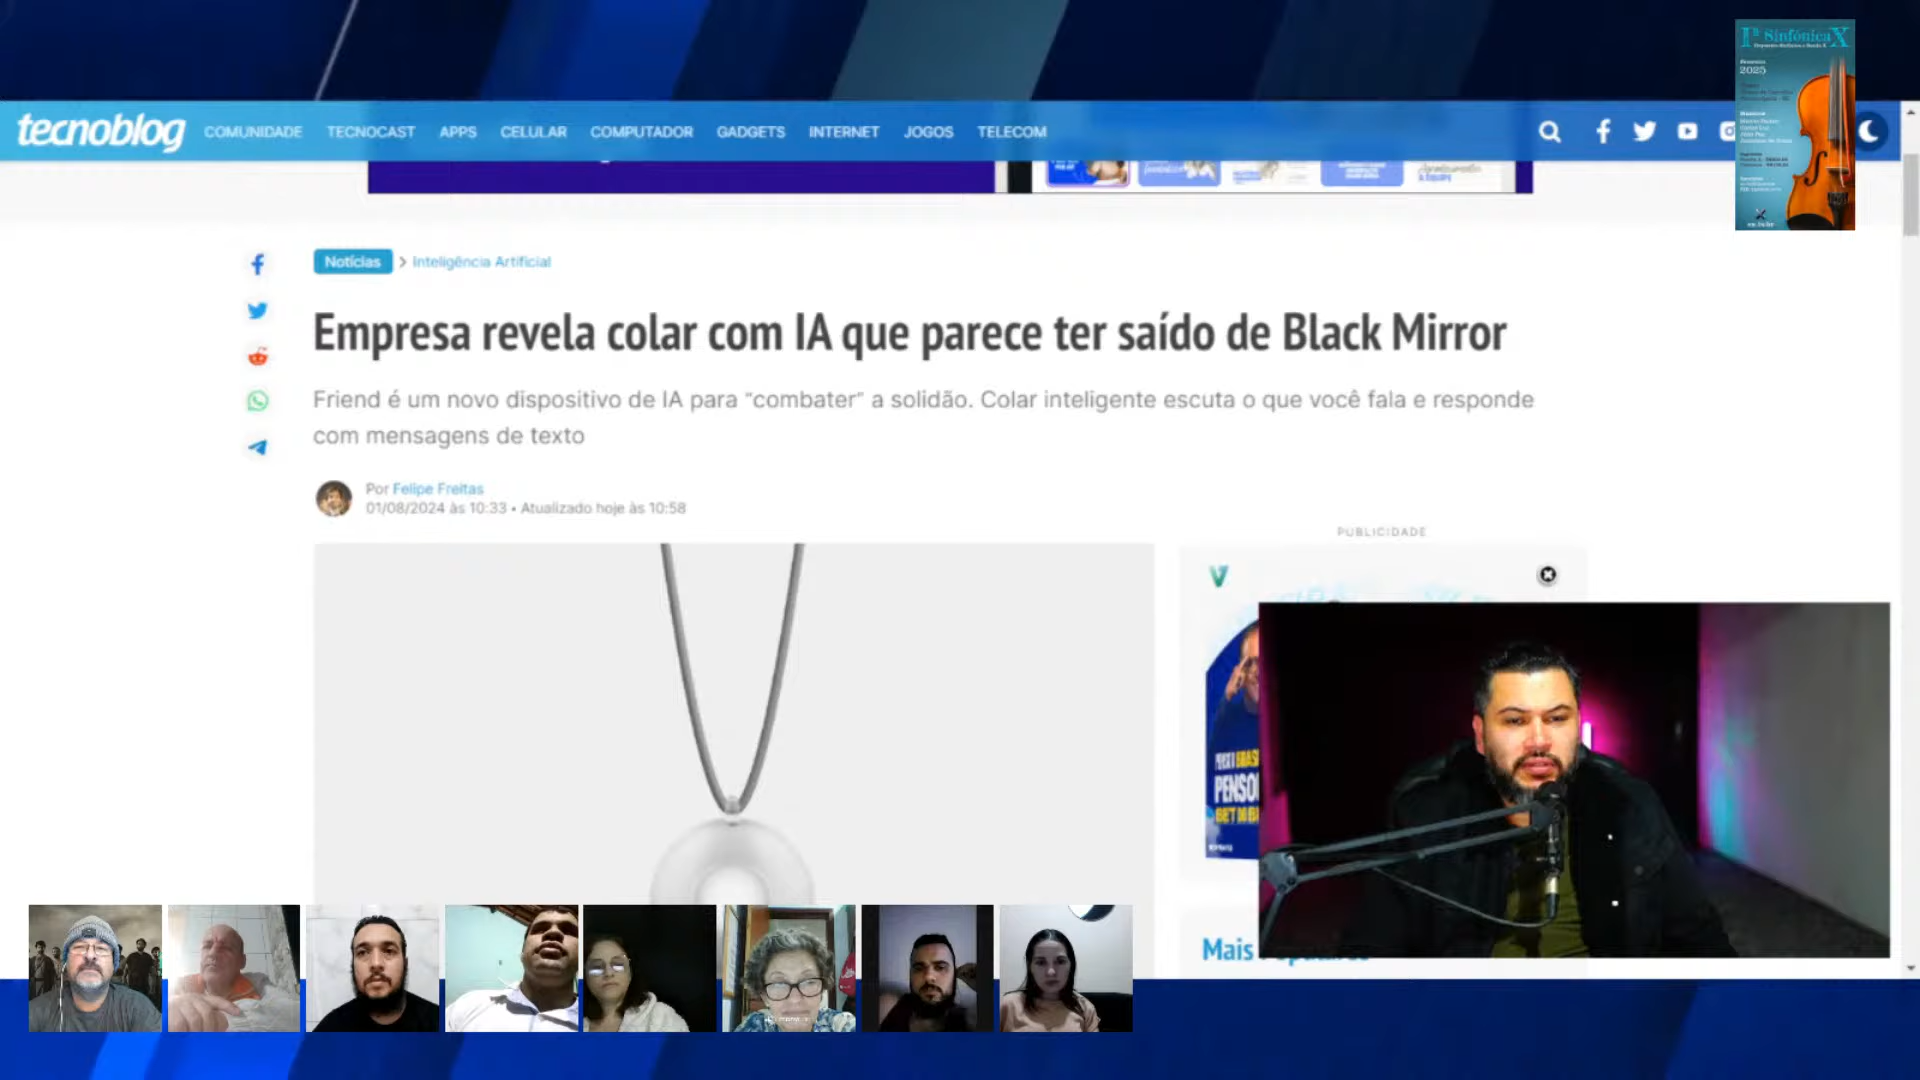 Iª Sinfônica X
2025
tecnoblog
COMUNIDADE
TECNOCAST
APPS
CELULAR
COMPUTADOR
GADGETS
INTERNET
JOGOS
TELECOM
Notícias > Inteligência Artificial
Empresa revela colar com IA que parece ter saído de Black Mirror
Friend é um novo dispositivo de IA para “combater” a solidão. Colar inteligente escuta o que você fala e responde
com mensagens de texto
Por Felipe Freitas
01/08/2024 às 10:33 • Atualizado hoje às 10:58
PUBLICIDADE
Mais